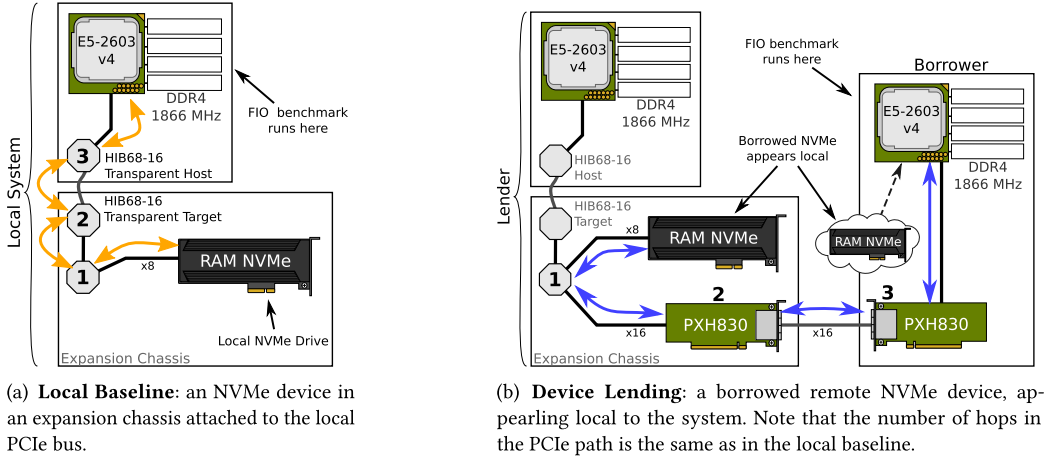 Local System
E5-2603
v4
DDR4
1866 MHz
FIO benchmark
runs here
3
HIB68-16
Transparent Host
HIB68-16
Transparent Target
2
1
x8
RAM NVMe
Local NVMe Drive
Expansion Chassis
(a) Local Baseline: an NVMe device in
an expansion chassis attached to the local
PCIe bus.
Lender
E5-2603
v4
DDR4
1866 MHz
HIB68-16
Host
HIB68-16
Target
1
x8
RAM NVMe
2
PXH830
x16
Expansion Chassis
Borrowed NVMe
appears local
FIO benchmark
runs here
Borrower
E5-2603
v4
DDR4
1866 MHz
RAM NVMe
3
PXH830
x16
(b) Device Lending: a borrowed remote NVMe device, ap-
pearling local to the system. Note that the number of hops in
the PCIe path is the same as in the local baseline.